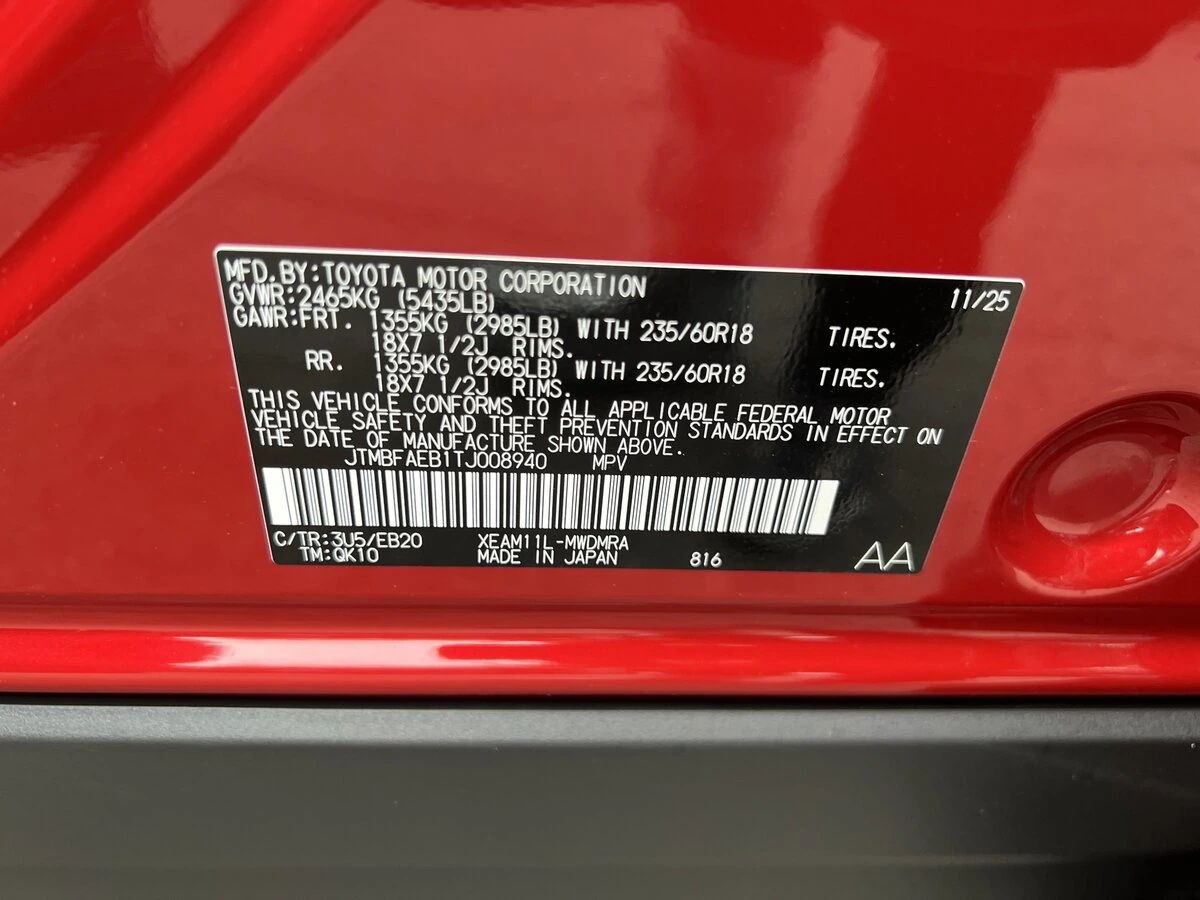 MFD.BY:TOYOTA MOTOR CORPORATION 11/25
GVWR:2465KG (5435LB)
GAWR:FRT. 1355KG (2985LB) WITH 235/60R18 TIRES.
18X7 1/2J RIMS.
RR. 1355KG (2985LB) WITH 235/60R18 TIRES.
18X7 1/2J RIMS.
THIS VEHICLE CONFORMS TO ALL APPLICABLE FEDERAL MOTOR
VEHICLE SAFETY AND THEFT PREVENTION STANDARDS IN EFFECT ON
THE DATE OF MANUFACTURE SHOWN ABOVE.
JTMBFAEB1TJ008940 MPV
C/TR:3U5/EB20 XEAM11L-MWDMRA
TM:QK10 MADE IN JAPAN 816 AA